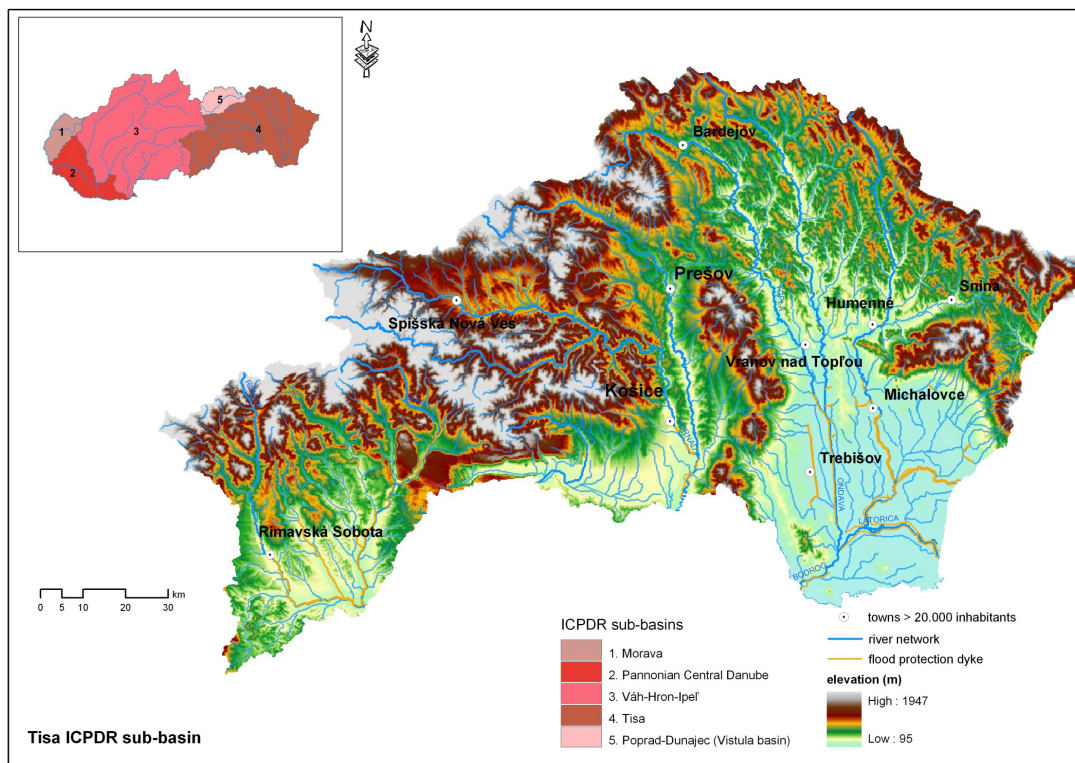 N
1
2
3
4
5
Bardejov
Prešov
Snina
Humenné
Spišská Nová Ves
Vranov nad Topľou
Košice
Michalovce
Trebišov
ONDAVA
LATORICA
BODROG
Rimavská Sobota
km
0 5 10 20 30
ICPDR sub-basins
1. Morava
2. Pannonian Central Danube
3. Váh-Hron-Ipeľ
4. Tisa
5. Poprad-Dunajec (Vistula basin)
towns > 20.000 inhabitants
river network
flood protection dyke
elevation (m)
High : 1947
Low : 95
Tisa ICPDR sub-basin